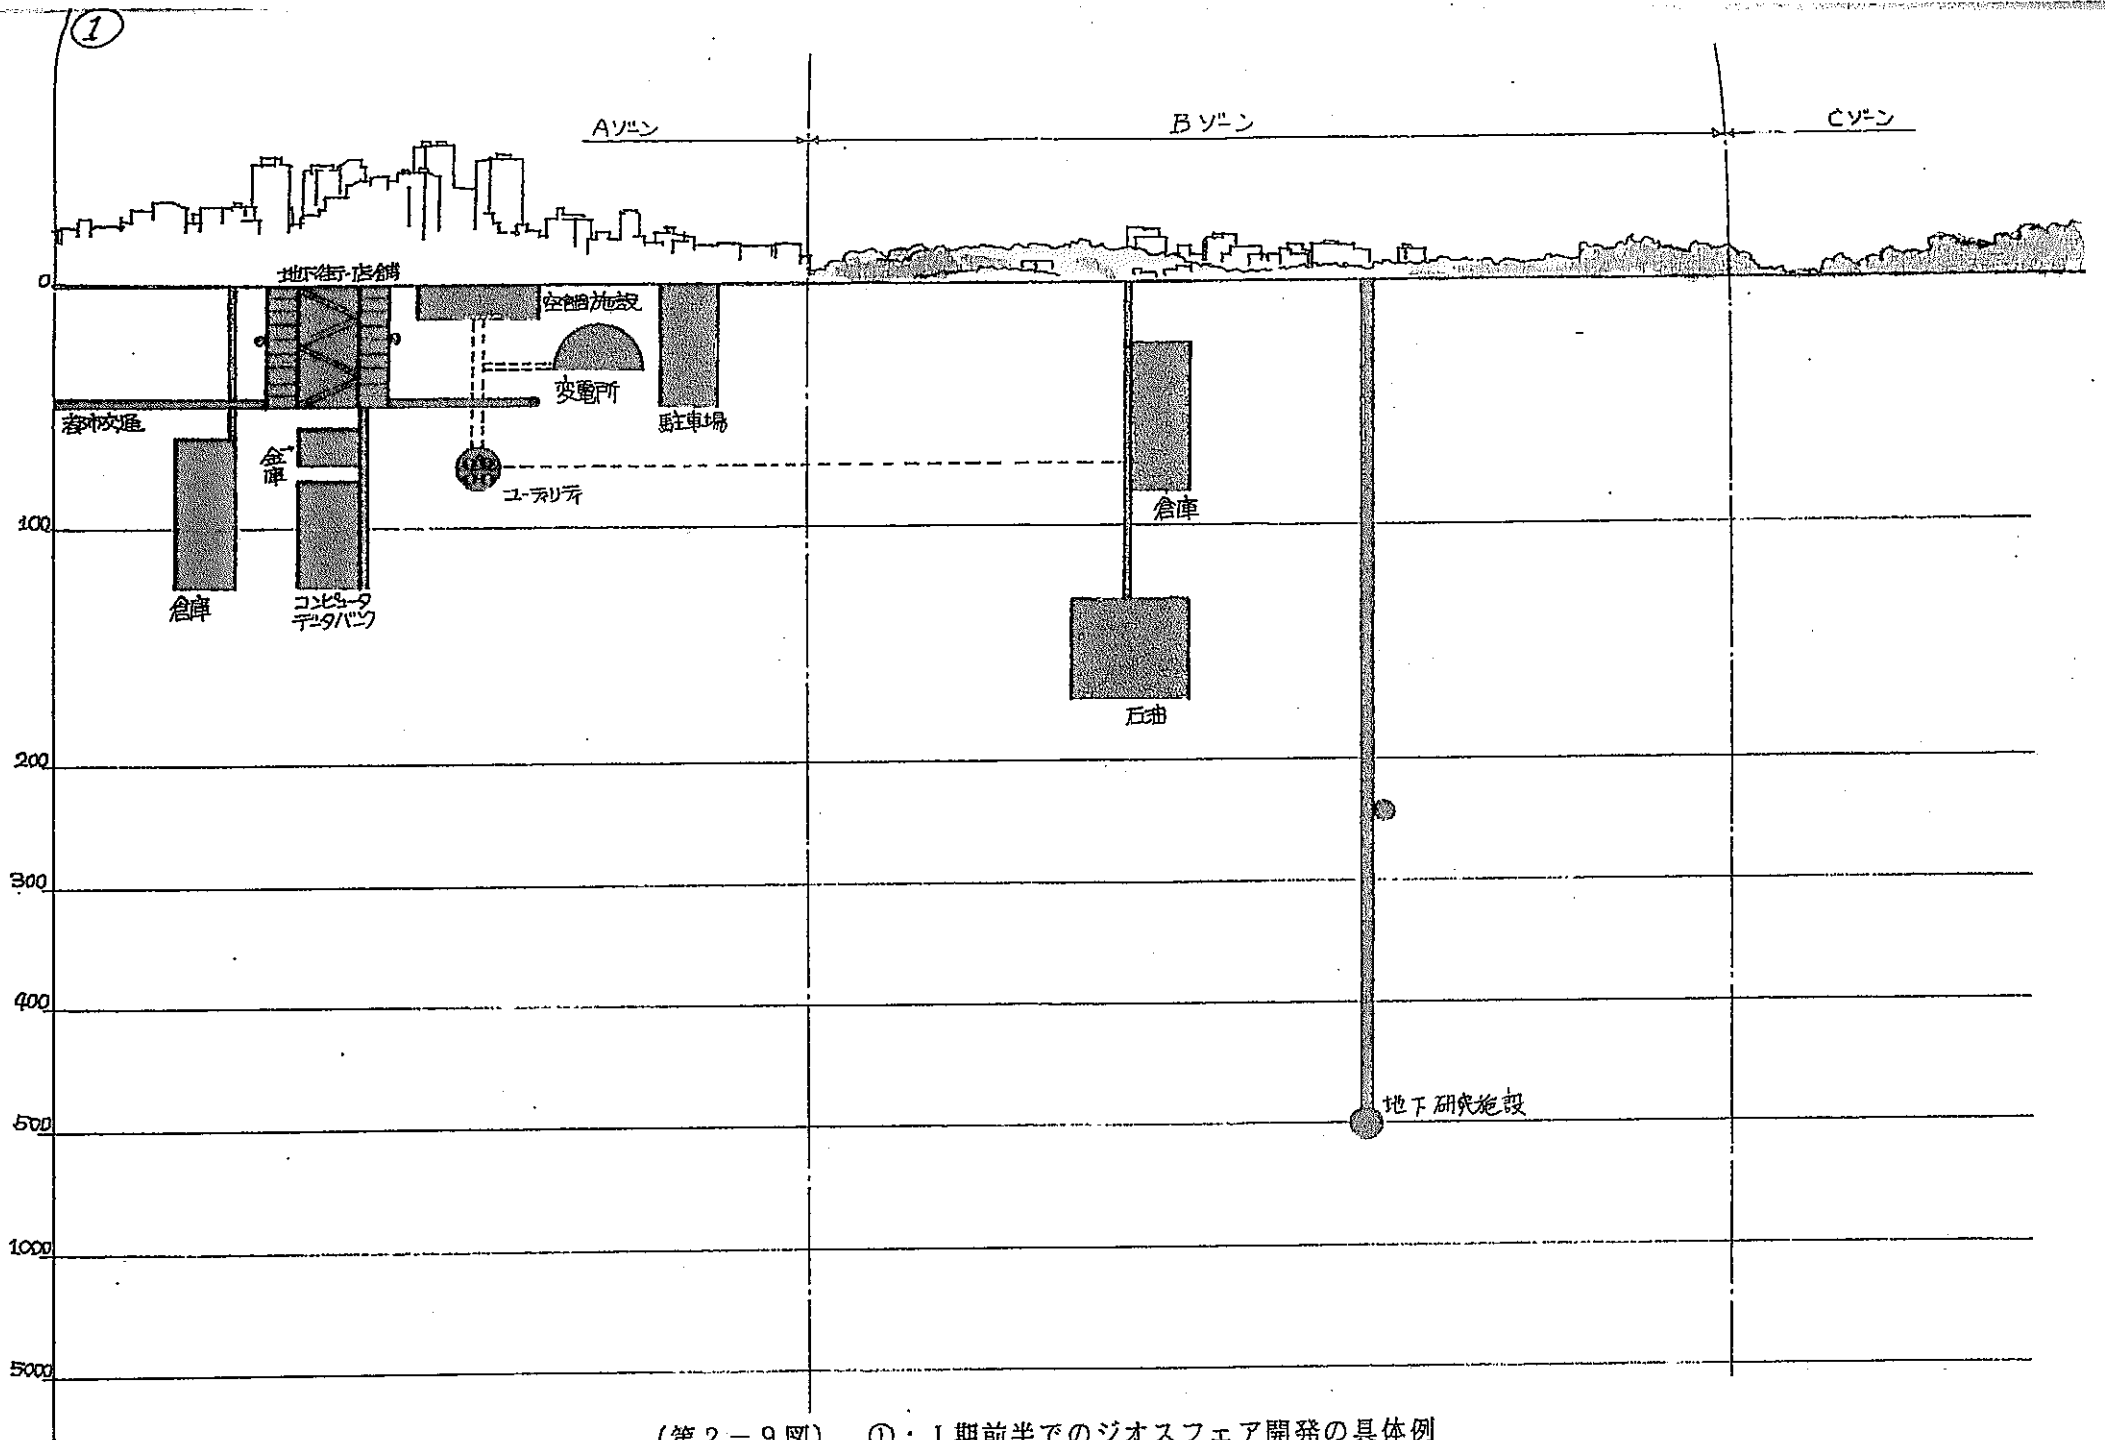 ①
Aゾーン
Bゾーン
Cゾーン
0
地下街・店舗
空調施設
変電所
駐車場
都市交通
金庫
ユーティリティ
倉庫
100
倉庫
コンピュータ
データバンク
石油
200
300
400
地下研究施設
500
1000
5000
(第2-9図) ①:Ⅰ期前半でのジオスフェア開発の具体例